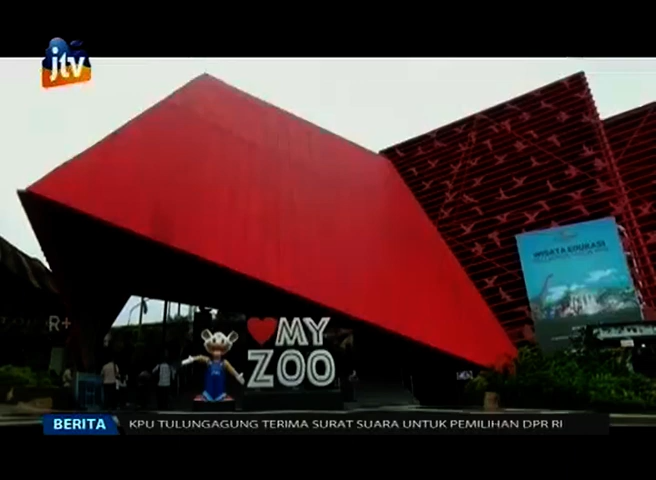 jtv
WISATA EDUKASI
R+
MY
ZOO
BERITA
KPU TULUNGAGUNG TERIMA SURAT SUARA UNTUK PEMILIHAN DPR RI